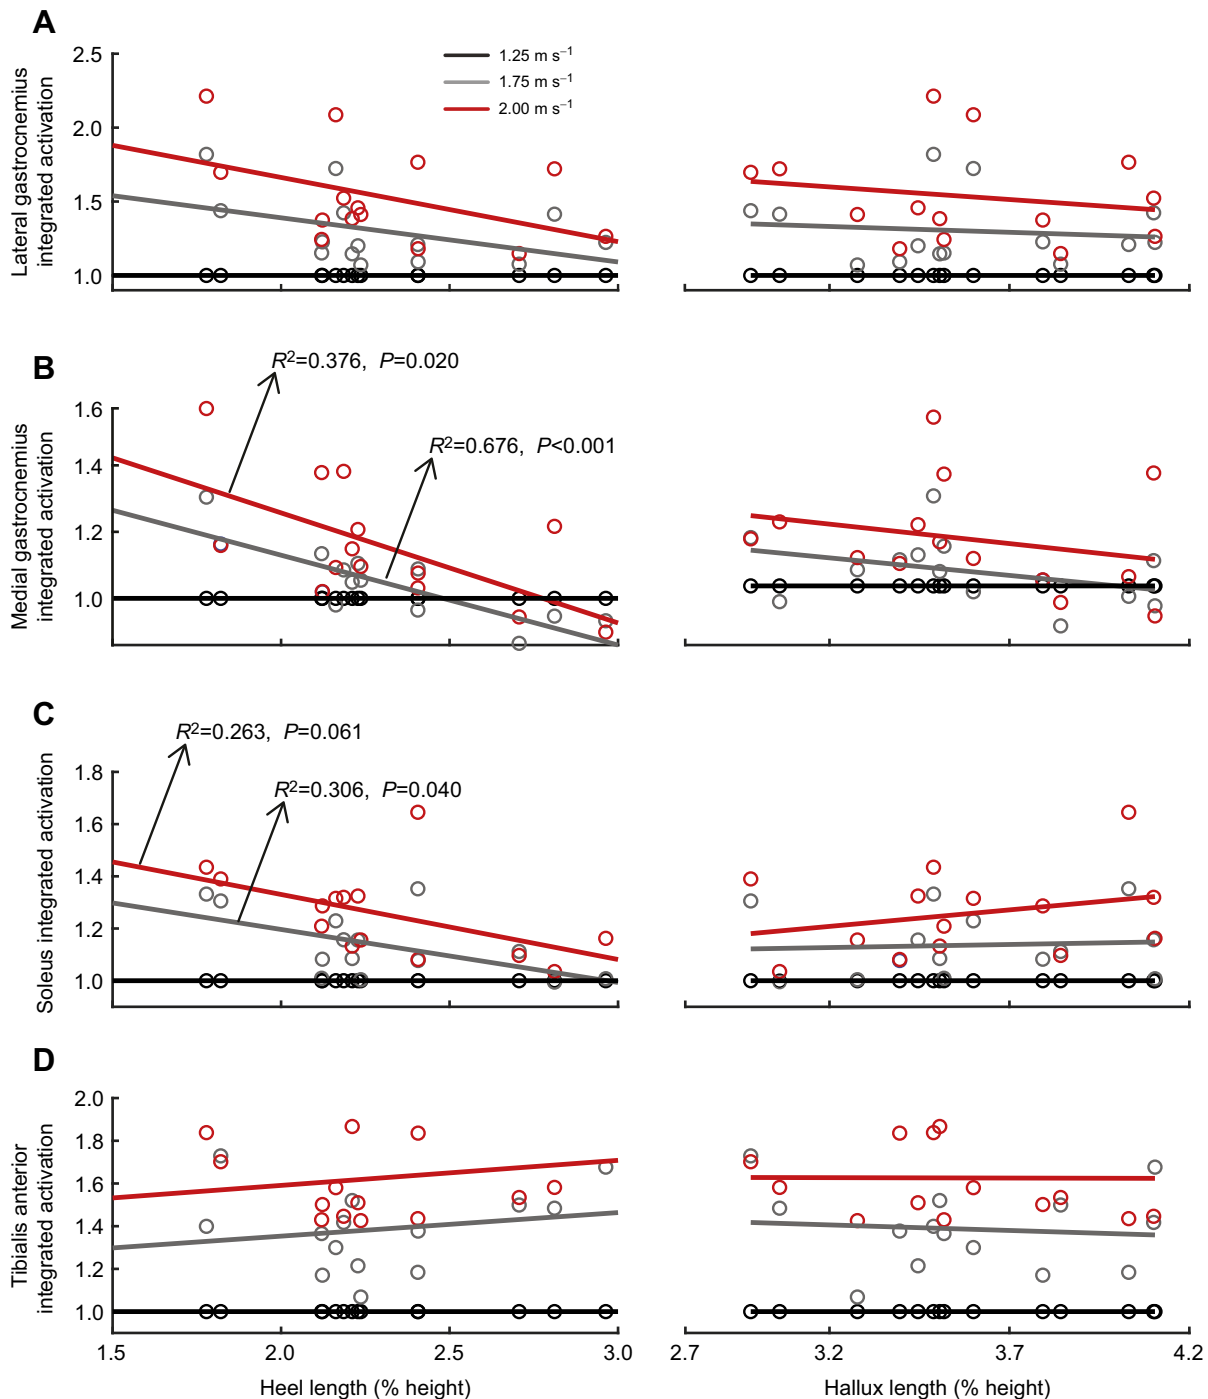 A
2.5
2.0
1.5
1.0
Lateral gastrocnemius
integrated activation
1.25 m s⁻¹
1.75 m s⁻¹
2.00 m s⁻¹
B
R²=0.376, P=0.020
R²=0.676, P<0.001
1.6
1.4
1.2
1.0
Medial gastrocnemius
integrated activation
C
R²=0.263, P=0.061
R²=0.306, P=0.040
1.8
1.6
1.4
1.2
1.0
Soleus integrated activation
D
2.0
1.8
1.6
1.4
1.2
1.0
Tibialis anterior
integrated activation
1.5 2.0 2.5 3.0
2.7 3.2 3.7 4.2
Heel length (% height)
Hallux length (% height)